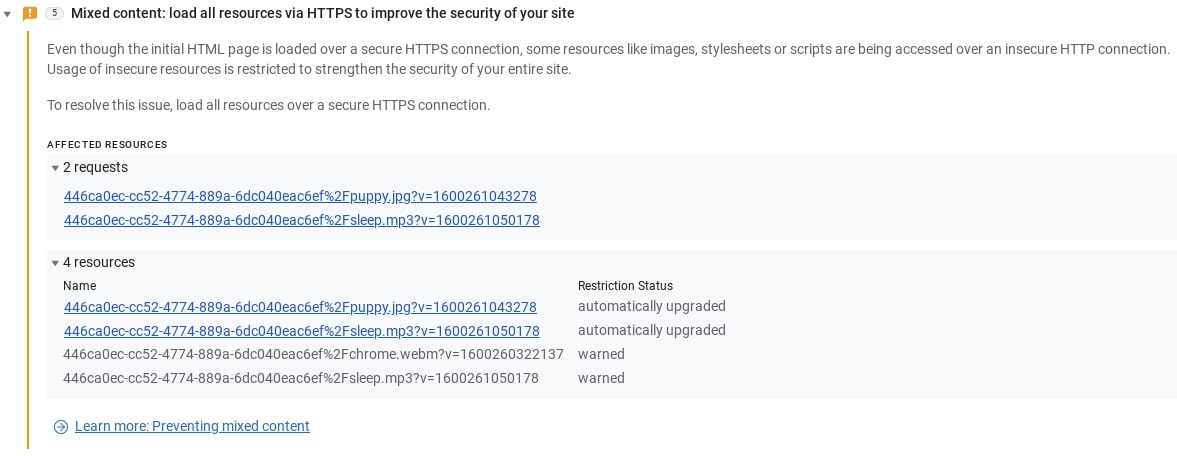 5 Mixed content: load all resources via HTTPS to improve the security of your site
Even though the initial HTML page is loaded over a secure HTTPS connection, some resources like images, stylesheets or scripts are being accessed over an insecure HTTP connection.
Usage of insecure resources is restricted to strengthen the security of your entire site.
To resolve this issue, load all resources over a secure HTTPS connection.
AFFECTED RESOURCES
2 requests
446ca0ec-cc52-4774-889a-6dc040eac6ef%2Fpuppy.jpg?v=1600261043278
446ca0ec-cc52-4774-889a-6dc040eac6ef%2Fsleep.mp3?v=1600261050178
4 resources
Name Restriction Status
446ca0ec-cc52-4774-889a-6dc040eac6ef%2Fpuppy.jpg?v=1600261043278 automatically upgraded
446ca0ec-cc52-4774-889a-6dc040eac6ef%2Fsleep.mp3?v=1600261050178 automatically upgraded
446ca0ec-cc52-4774-889a-6dc040eac6ef%2Fchrome.webm?v=1600260322137 warned
446ca0ec-cc52-4774-889a-6dc040eac6ef%2Fsleep.mp3?v=1600261050178 warned
Learn more: Preventing mixed content